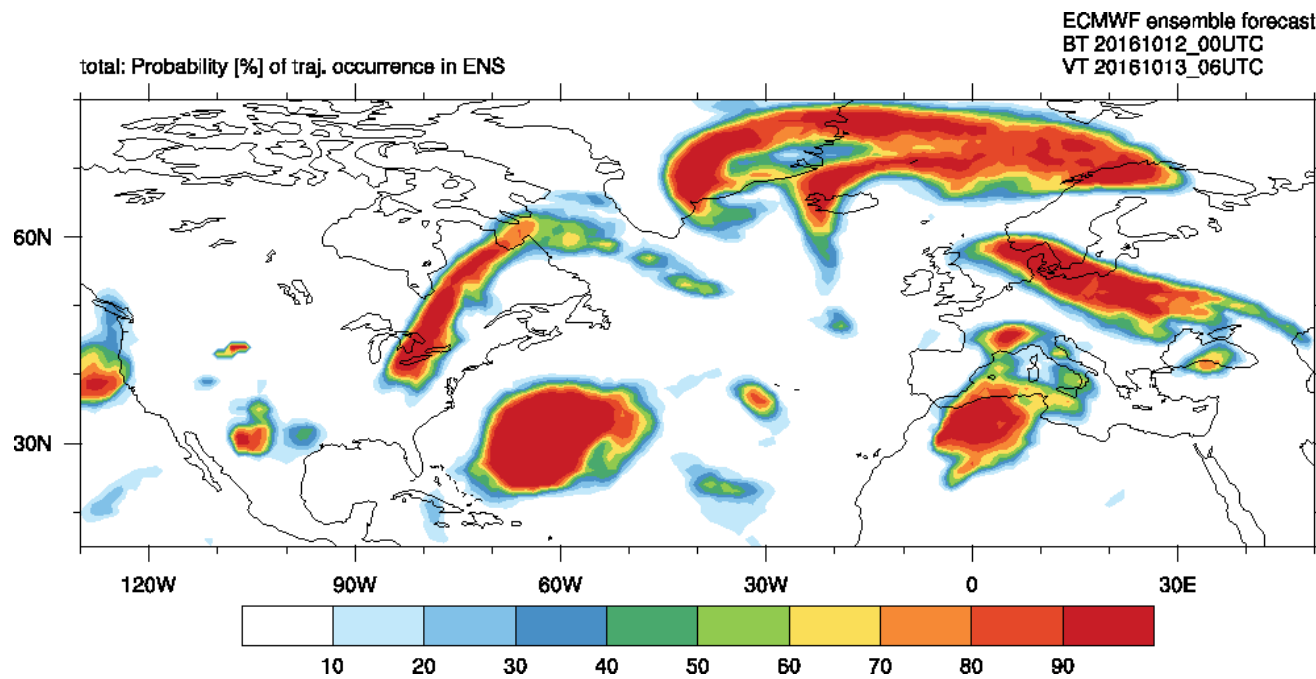 ECMWF ensemble forecast
BT 20161012_00UTC
total: Probability [%] of traj. occurrence in ENS
VT 20161013_06UTC
60N
30N
120W 90W 60W 30W 0 30E
10 20 30 40 50 60 70 80 90